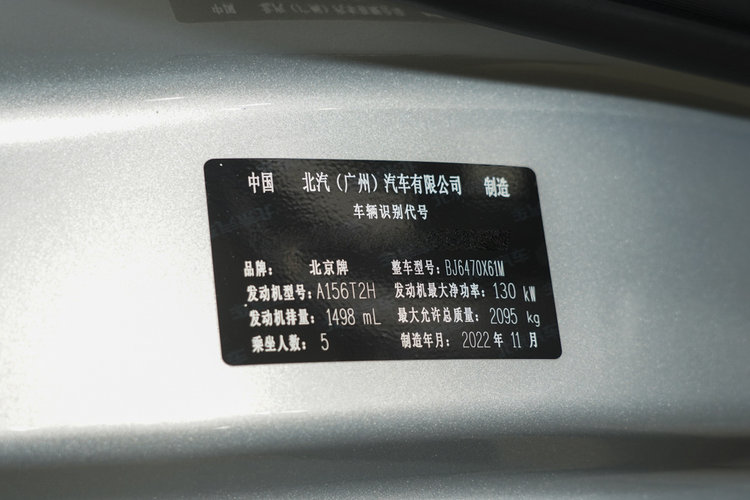 中国 北汽（广州）汽车有限公司 制造
车辆识别代号
品牌： 北京牌 整车型号：BJ6470X61M
发动机型号：A156T2H 发动机最大净功率：130 kW
发动机排量：1498 mL 最大允许总质量：2095 kg
乘坐人数：5 制造年月：2022 年 11 月